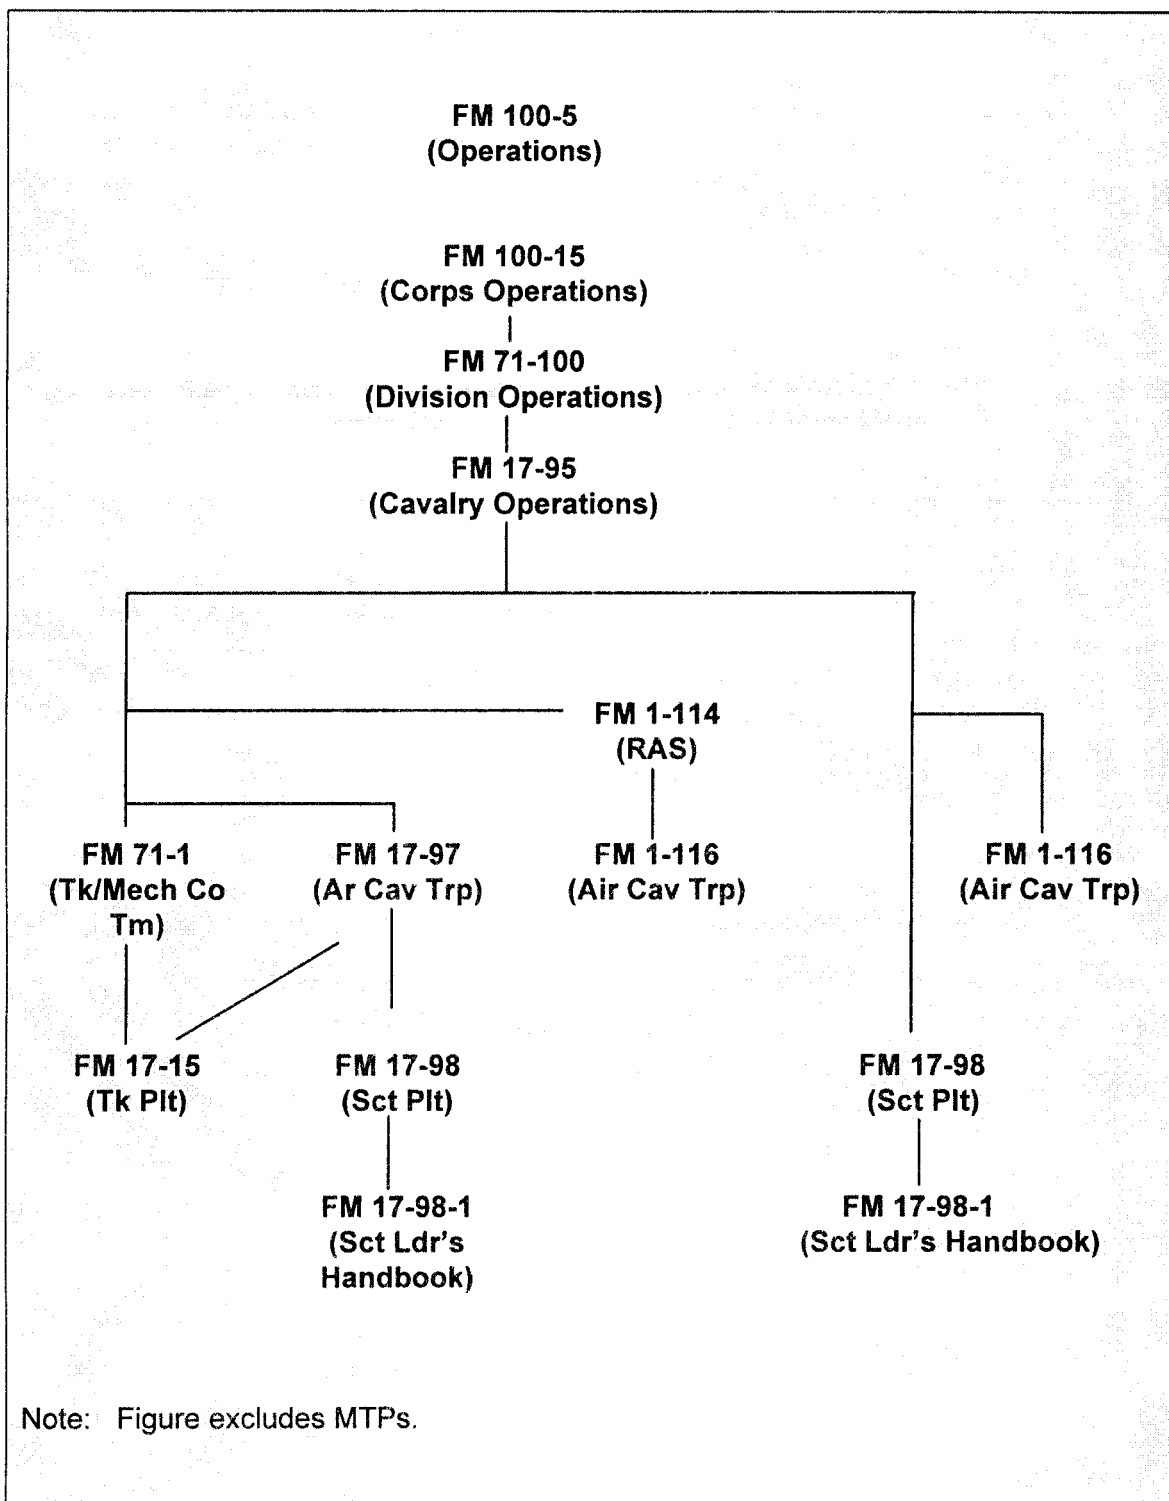 FM 100-5
(Operations)
FM 100-15
(Corps Operations)
FM 71-100
(Division Operations)
FM 17-95
(Cavalry Operations)
FM 1-114
(RAS)
FM 71-1
(Tk/Mech Co
Tm)
FM 17-97
(Ar Cav Trp)
FM 1-116
(Air Cav Trp)
FM 1-116
(Air Cav Trp)
FM 17-15
(Tk Plt)
FM 17-98
(Sct Plt)
FM 17-98
(Sct Plt)
FM 17-98-1
(Sct Ldr's
Handbook)
FM 17-98-1
(Sct Ldr's Handbook)
Note: Figure excludes MTPs.